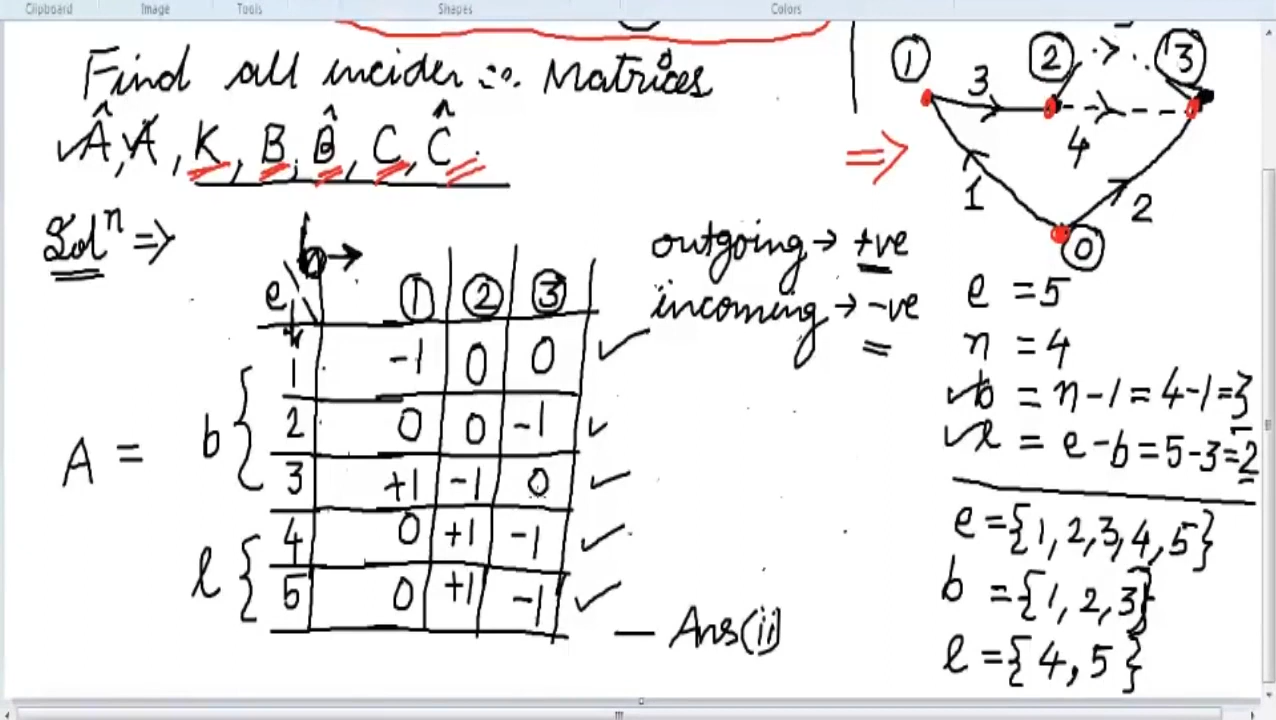 Clipboard Image Tools Shapes Colors
Find all incider :: Matrices
Â, A, K, B, B̂, C, Ĉ
Solⁿ ⇒
outgoing → +ve
incoming → -ve
b →
e ↓ ① ② ③
1 -1 0 0
2 0 0 -1
3 +1 -1 0
4 0 +1 -1
5 0 +1 -1
A =
b {
l {
— Ans(ii)
⇒
① ② ③
3
4
1
2
⓪
e = 5
n = 4
b = n-1 = 4-1=3
l = e-b = 5-3=2
e = {1, 2, 3, 4, 5}
b = {1, 2, 3}
l = {4, 5}